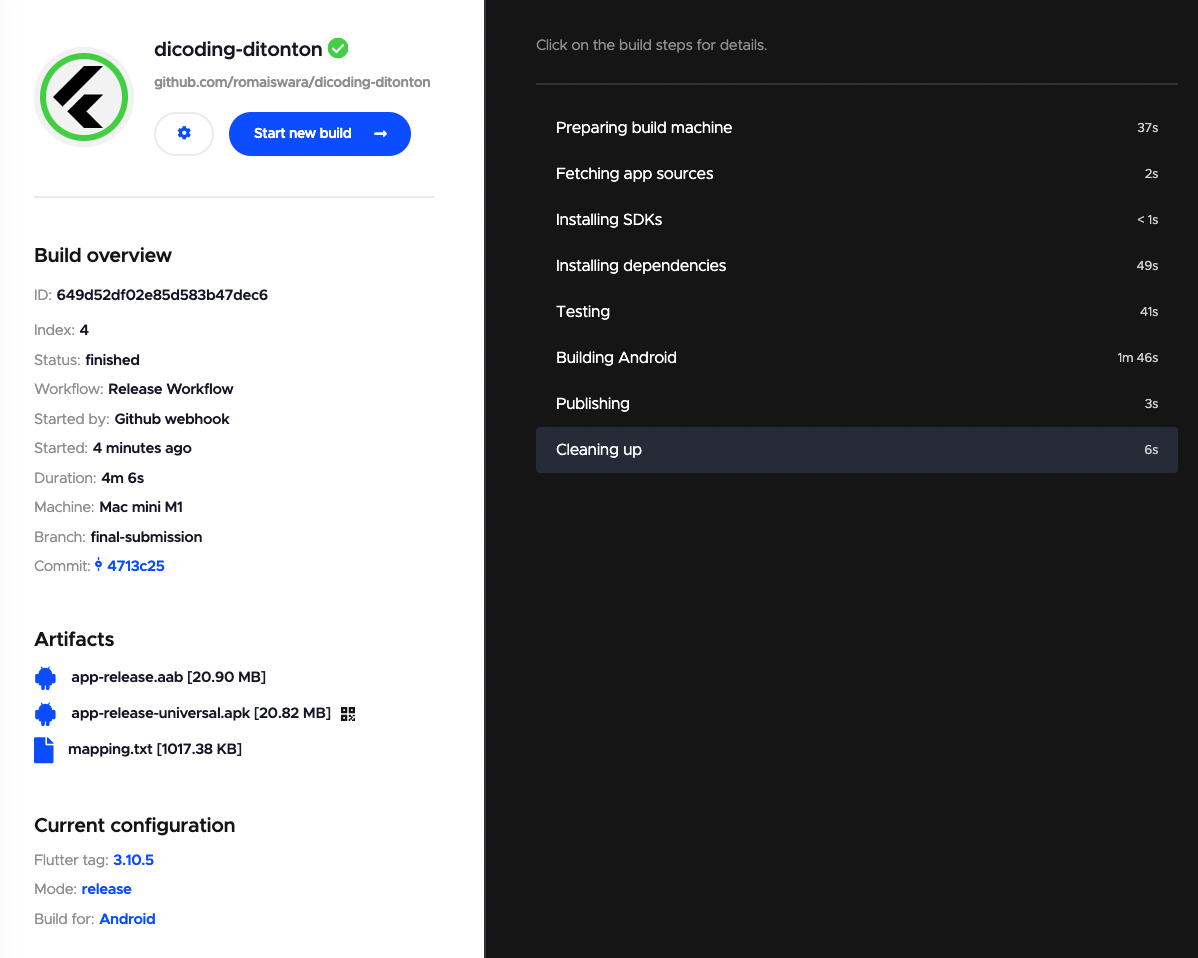 dicoding-ditonton
github.com/romaiswara/dicoding-ditonton
Start new build
Build overview
ID: 649d52df02e85d583b47dec6
Index: 4
Status: finished
Workflow: Release Workflow
Started by: Github webhook
Started: 4 minutes ago
Duration: 4m 6s
Machine: Mac mini M1
Branch: final-submission
Commit: 4713c25
Artifacts
app-release.aab [20.90 MB]
app-release-universal.apk [20.82 MB]
mapping.txt [1017.38 KB]
Current configuration
Flutter tag: 3.10.5
Mode: release
Build for: Android
Click on the build steps for details.
Preparing build machine 37s
Fetching app sources 2s
Installing SDKs < 1s
Installing dependencies 49s
Testing 41s
Building Android 1m 46s
Publishing 3s
Cleaning up 6s